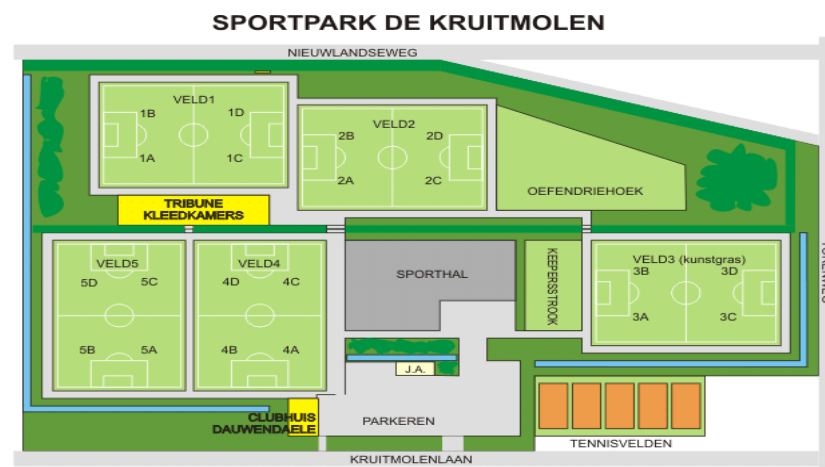 SPORTPARK DE KRUITMOLEN
NIEUWLANDSEWEG
VELD1
1B 1D
1A 1C
VELD2
2B 2D
2A 2C
OEFENDRIEHOEK
TRIBUNE
KLEEDKAMERS
VELD5
5D 5C
5B 5A
VELD4
4D 4C
4B 4A
SPORTHAL
KEEPERSSTROOK
VELD3 (kunstgras)
3B 3D
3A 3C
J.A.
CLUBHUIS
DAUWENDAELE
PARKEREN
TENNISVELDEN
KRUITMOLENLAAN